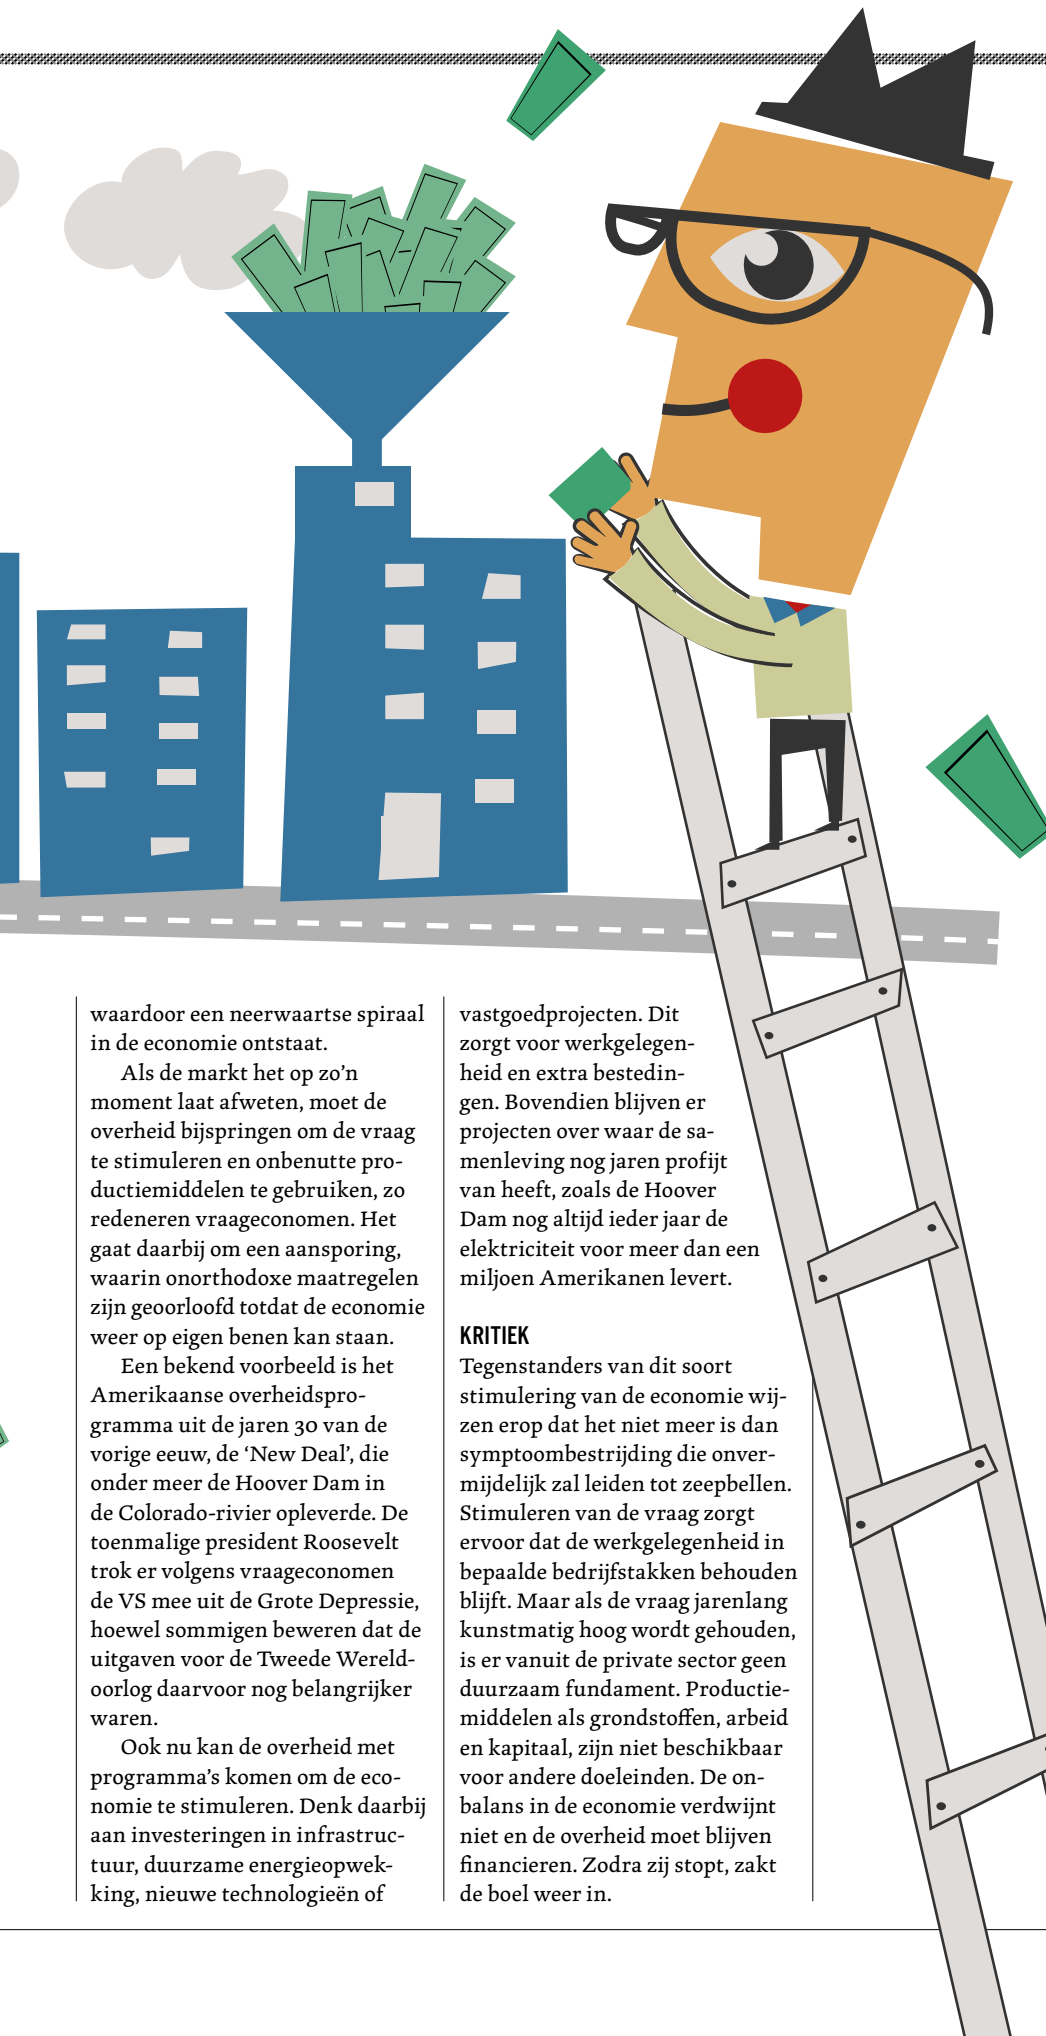 waardoor een neerwaartse spiraal
in de economie ontstaat.
Als de markt het op zo’n
moment laat afweten, moet de
overheid bijspringen om de vraag
te stimuleren en onbenutte pro-
ductiemiddelen te gebruiken, zo
redeneren vraageconomen. Het
gaat daarbij om een aansporing,
waarin onorthodoxe maatregelen
zijn geoorloofd totdat de economie
weer op eigen benen kan staan.
Een bekend voorbeeld is het
Amerikaanse overheidspro-
gramma uit de jaren 30 van de
vorige eeuw, de ‘New Deal’, die
onder meer de Hoover Dam in
de Colorado-rivier opleverde. De
toenmalige president Roosevelt
trok er volgens vraageconomen
de VS mee uit de Grote Depressie,
hoewel sommigen beweren dat de
uitgaven voor de Tweede Wereld-
oorlog daarvoor nog belangrijker
waren.
Ook nu kan de overheid met
programma’s komen om de eco-
nomie te stimuleren. Denk daarbij
aan investeringen in infrastruc-
tuur, duurzame energieopwek-
king, nieuwe technologieën of
vastgoedprojecten. Dit
zorgt voor werkgelegen-
heid en extra bestedin-
gen. Bovendien blijven er
projecten over waar de sa-
menleving nog jaren profijt
van heeft, zoals de Hoover
Dam nog altijd ieder jaar de
elektriciteit voor meer dan een
miljoen Amerikanen levert.
KRITIEK
Tegenstanders van dit soort
stimulering van de economie wij-
zen erop dat het niet meer is dan
symptoombestrijding die onver-
mijdelijk zal leiden tot zeepbellen.
Stimuleren van de vraag zorgt
ervoor dat de werkgelegenheid in
bepaalde bedrijfstakken behouden
blijft. Maar als de vraag jarenlang
kunstmatig hoog wordt gehouden,
is er vanuit de private sector geen
duurzaam fundament. Productie-
middelen als grondstoffen, arbeid
en kapitaal, zijn niet beschikbaar
voor andere doeleinden. De on-
balans in de economie verdwijnt
niet en de overheid moet blijven
financieren. Zodra zij stopt, zakt
de boel weer in.